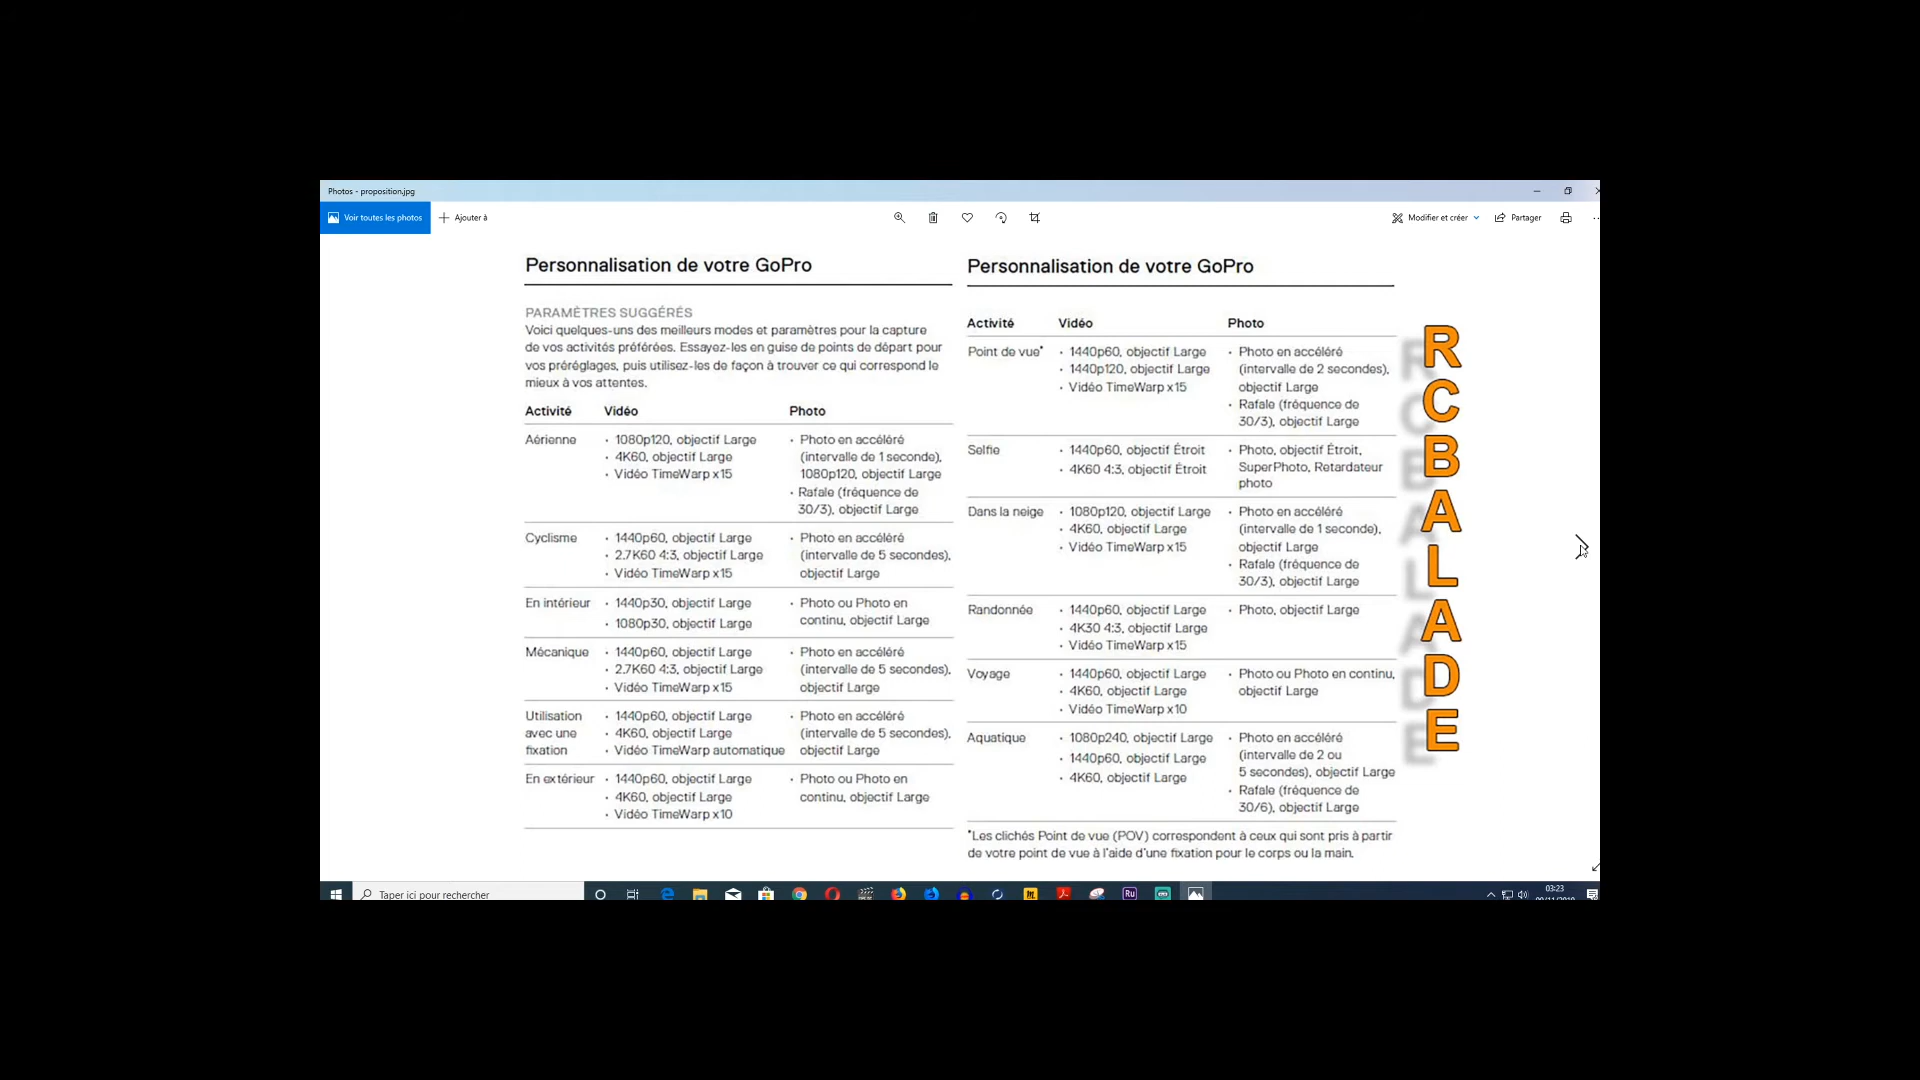 Photos - proposition.jpg
Voir toutes les photos
Ajouter à
Modifier et créer
Partager
Personnalisation de votre GoPro
PARAMÈTRES SUGGÉRÉS
Voici quelques-uns des meilleurs modes et paramètres pour la capture
de vos activités préférées. Essayez-les en guise de points de départ pour
vos préréglages, puis utilisez-les de façon à trouver ce qui correspond le
mieux à vos attentes.
Activité Vidéo Photo
Aérienne • 1080p120, objectif Large • Photo en accéléré
• 4K60, objectif Large (intervalle de 1 seconde),
• Vidéo TimeWarp x15 1080p120, objectif Large
• Rafale (fréquence de
30/3), objectif Large
Cyclisme • 1440p60, objectif Large • Photo en accéléré
• 2.7K60 4:3, objectif Large (intervalle de 5 secondes),
• Vidéo TimeWarp x15 objectif Large
En intérieur • 1440p30, objectif Large • Photo ou Photo en
• 1080p30, objectif Large continu, objectif Large
Mécanique • 1440p60, objectif Large • Photo en accéléré
• 2.7K60 4:3, objectif Large (intervalle de 5 secondes),
• Vidéo TimeWarp x15 objectif Large
Utilisation • 1440p60, objectif Large • Photo en accéléré
avec une • 4K60, objectif Large (intervalle de 5 secondes),
fixation • Vidéo TimeWarp automatique objectif Large
En extérieur • 1440p60, objectif Large • Photo ou Photo en
• 4K60, objectif Large continu, objectif Large
• Vidéo TimeWarp x10
Personnalisation de votre GoPro
Activité Vidéo Photo
Point de vue* • 1440p60, objectif Large • Photo en accéléré
• 1440p120, objectif Large (intervalle de 2 secondes),
• Vidéo TimeWarp x15 objectif Large
• Rafale (fréquence de
30/3), objectif Large
Selfie • 1440p60, objectif Étroit • Photo, objectif Étroit,
• 4K60 4:3, objectif Étroit SuperPhoto, Retardateur
photo
Dans la neige • 1080p120, objectif Large • Photo en accéléré
• 4K60, objectif Large (intervalle de 1 seconde),
• Vidéo TimeWarp x15 objectif Large
• Rafale (fréquence de
30/3), objectif Large
Randonnée • 1440p60, objectif Large • Photo, objectif Large
• 4K30 4:3, objectif Large
• Vidéo TimeWarp x15
Voyage • 1440p60, objectif Large • Photo ou Photo en continu,
• 4K60, objectif Large objectif Large
• Vidéo TimeWarp x10
Aquatique • 1080p240, objectif Large • Photo en accéléré
• 1440p60, objectif Large (intervalle de 2 ou
• 4K60, objectif Large 5 secondes), objectif Large
• Rafale (fréquence de
30/6), objectif Large
*Les clichés Point de vue (POV) correspondent à ceux qui sont pris à partir
de votre point de vue à l'aide d'une fixation pour le corps ou la main.
RCBALADE
Taper ici pour rechercher
Ru
03:23